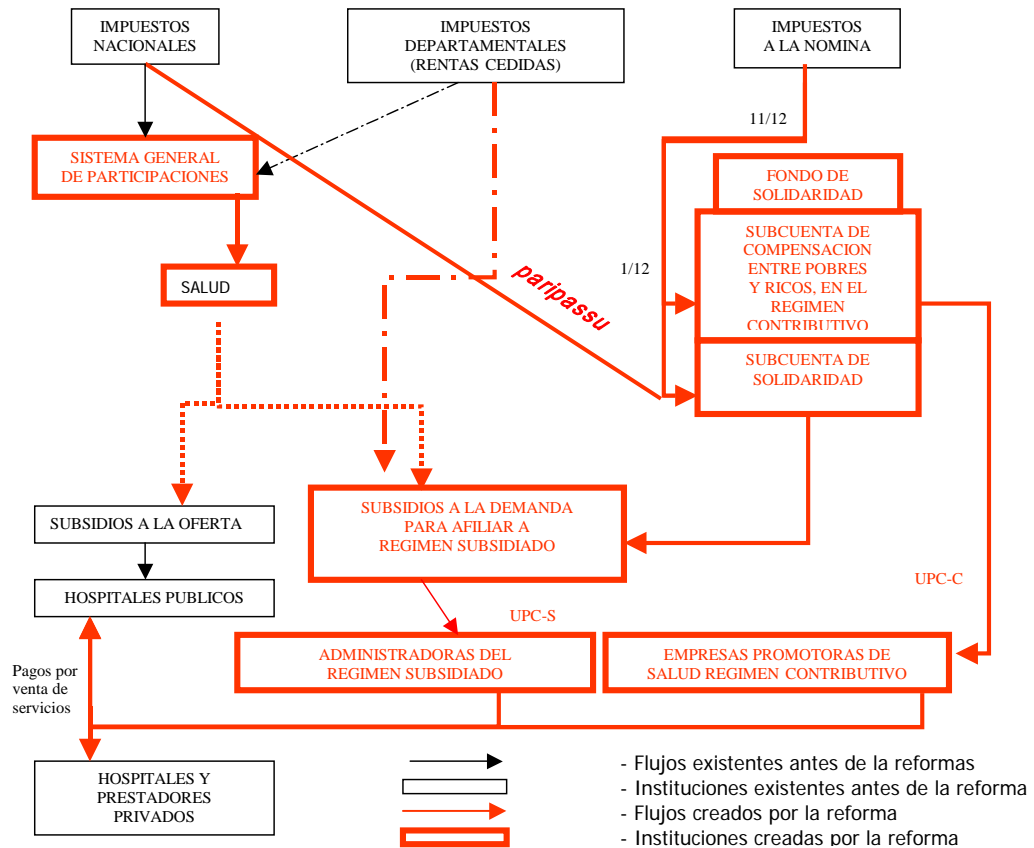 IMPUESTOS
NACIONALES
IMPUESTOS
DEPARTAMENTALES
(RENTAS CEDIDAS)
IMPUESTOS
A LA NOMINA
11/12
SISTEMA GENERAL
DE PARTICIPACIONES
FONDO DE
SOLIDARIDAD
SUBCUENTA DE
COMPENSACION
ENTRE POBRES
Y RICOS, EN EL
REGIMEN
CONTRIBUTIVO
1/12
paripassu
SALUD
SUBCUENTA DE
SOLIDARIDAD
SUBSIDIOS A LA OFERTA
SUBSIDIOS A LA DEMANDA
PARA AFILIAR A
REGIMEN SUBSIDIADO
HOSPITALES PUBLICOS
UPC-C
UPC-S
ADMINISTRADORAS DEL
REGIMEN SUBSIDIADO
EMPRESAS PROMOTORAS DE
SALUD REGIMEN CONTRIBUTIVO
Pagos por
venta de
servicios
HOSPITALES Y
PRESTADORES
PRIVADOS
- Flujos existentes antes de la reformas
- Instituciones existentes antes de la reforma
- Flujos creados por la reforma
- Instituciones creadas por la reforma